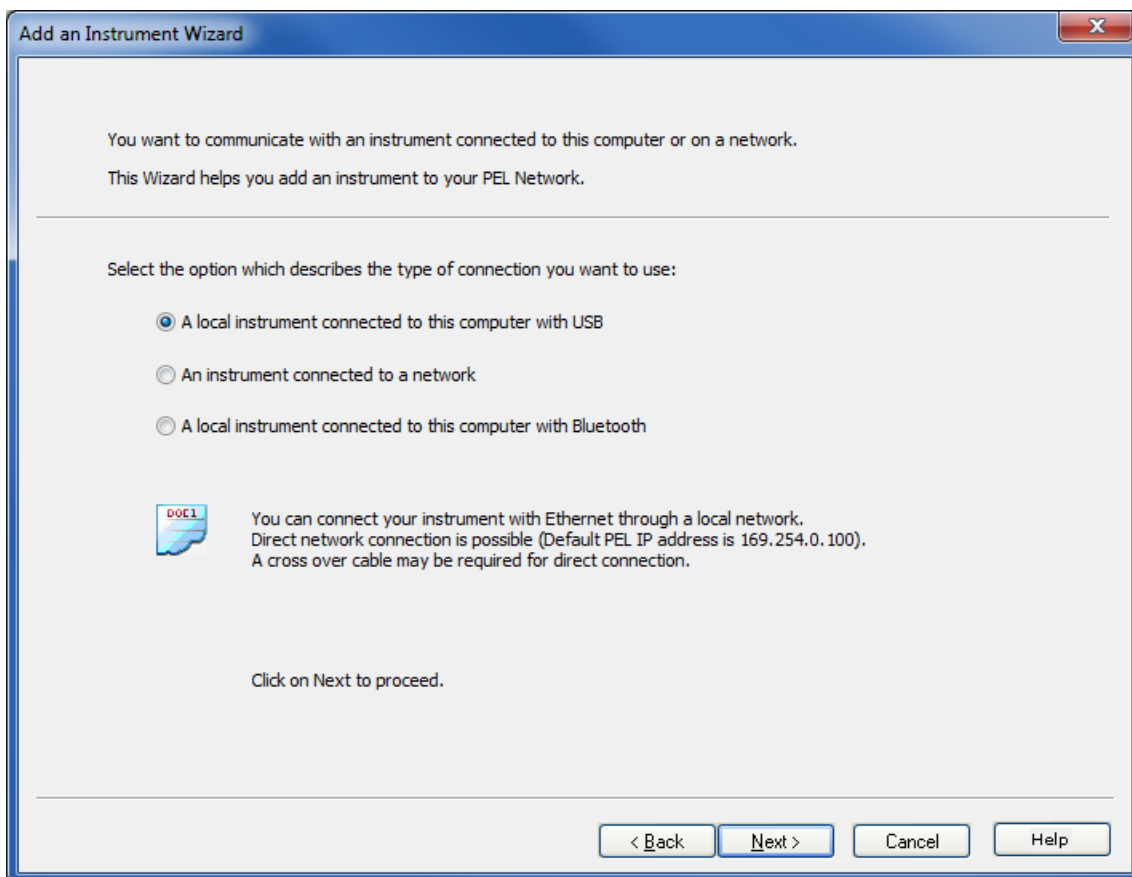 Add an Instrument Wizard
X
You want to communicate with an instrument connected to this computer or on a network.
This Wizard helps you add an instrument to your PEL Network.
Select the option which describes the type of connection you want to use:
A local instrument connected to this computer with USB
An instrument connected to a network
A local instrument connected to this computer with Bluetooth
DOE1
You can connect your instrument with Ethernet through a local network.
Direct network connection is possible (Default PEL IP address is 169.254.0.100).
A cross over cable may be required for direct connection.
Click on Next to proceed.
< Back Next > Cancel Help